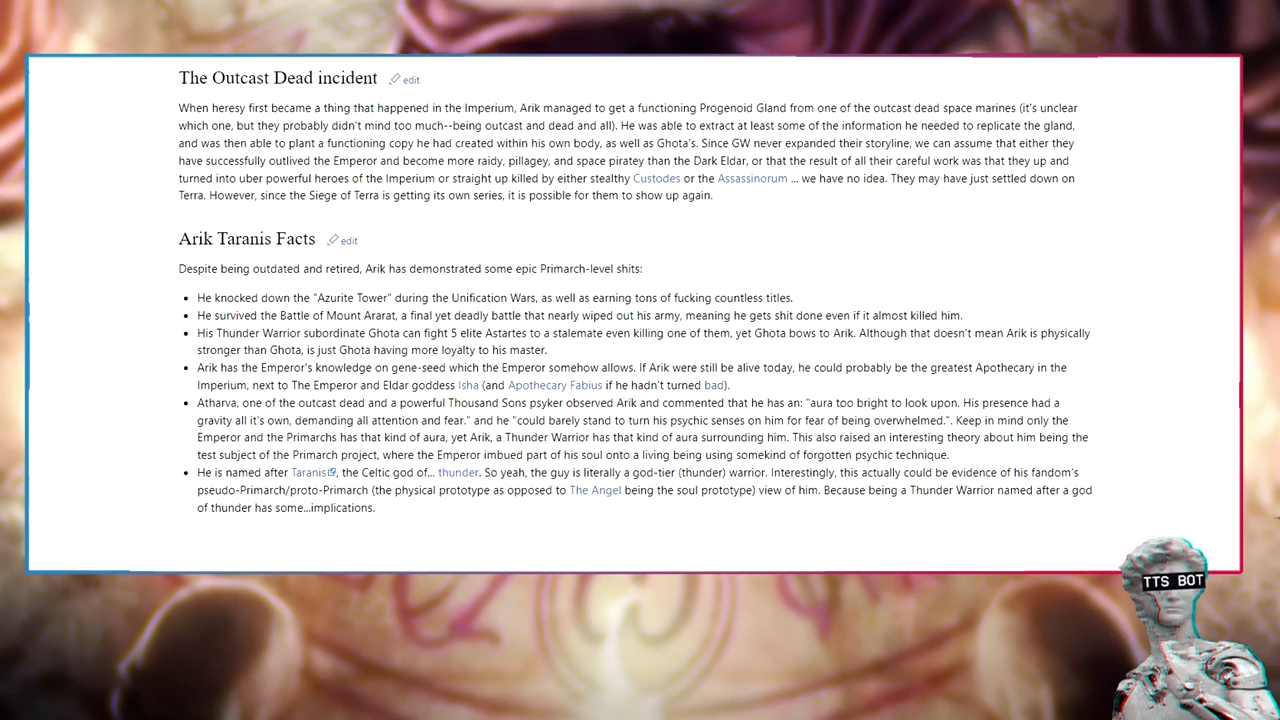 The Outcast Dead incident edit
When heresy first became a thing that happened in the Imperium, Arik managed to get a functioning Progenoid Gland from one of the outcast dead space marines (it's unclear
which one, but they probably didn't mind too much--being outcast and dead and all). He was able to extract at least some of the information he needed to replicate the gland,
and was then able to plant a functioning copy he had created within his own body, as well as Ghota's. Since GW never expanded their storyline, we can assume that either they
have successfully outlived the Emperor and become more raidy, pillagey, and space piratey than the Dark Eldar, or that the result of all their careful work was that they up and
turned into uber powerful heroes of the Imperium or straight up killed by either stealthy Custodes or the Assassinorum ... we have no idea. They may have just settled down on
Terra. However, since the Siege of Terra is getting its own series, it is possible for them to show up again.
Arik Taranis Facts edit
Despite being outdated and retired, Arik has demonstrated some epic Primarch-level shits:
• He knocked down the "Azurite Tower" during the Unification Wars, as well as earning tons of fucking countless titles.
• He survived the Battle of Mount Ararat, a final yet deadly battle that nearly wiped out his army, meaning he gets shit done even if it almost killed him.
• His Thunder Warrior subordinate Ghota can fight 5 elite Astartes to a stalemate even killing one of them, yet Ghota bows to Arik. Although that doesn't mean Arik is physically
stronger than Ghota, is just Ghota having more loyalty to his master.
• Arik has the Emperor's knowledge on gene-seed which the Emperor somehow allows. If Arik were still be alive today, he could probably be the greatest Apothecary in the
Imperium, next to The Emperor and Eldar goddess Isha (and Apothecary Fabius if he hadn't turned bad).
• Atharva, one of the outcast dead and a powerful Thousand Sons psyker observed Arik and commented that he has an: "aura too bright to look upon. His presence had a
gravity all it's own, demanding all attention and fear." and he "could barely stand to turn his psychic senses on him for fear of being overwhelmed.". Keep in mind only the
Emperor and the Primarchs has that kind of aura, yet Arik, a Thunder Warrior has that kind of aura surrounding him. This also raised an interesting theory about him being the
test subject of the Primarch project, where the Emperor imbued part of his soul onto a living being using somekind of forgotten psychic technique.
• He is named after Taranis, the Celtic god of... thunder. So yeah, the guy is literally a god-tier (thunder) warrior. Interestingly, this actually could be evidence of his fandom's
pseudo-Primarch/proto-Primarch (the physical prototype as opposed to The Angel being the soul prototype) view of him. Because being a Thunder Warrior named after a god
of thunder has some...implications.
TTS BOT